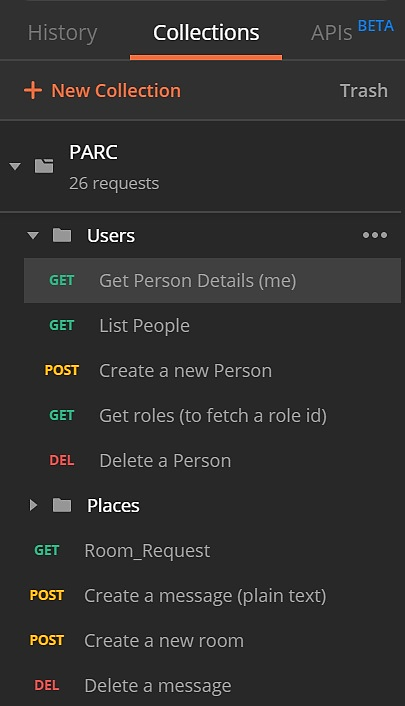 History Collections APIs BETA
+ New Collection Trash
PARC
26 requests
Users
GET Get Person Details (me)
GET List People
POST Create a new Person
GET Get roles (to fetch a role id)
DEL Delete a Person
Places
GET Room_Request
POST Create a message (plain text)
POST Create a new room
DEL Delete a message